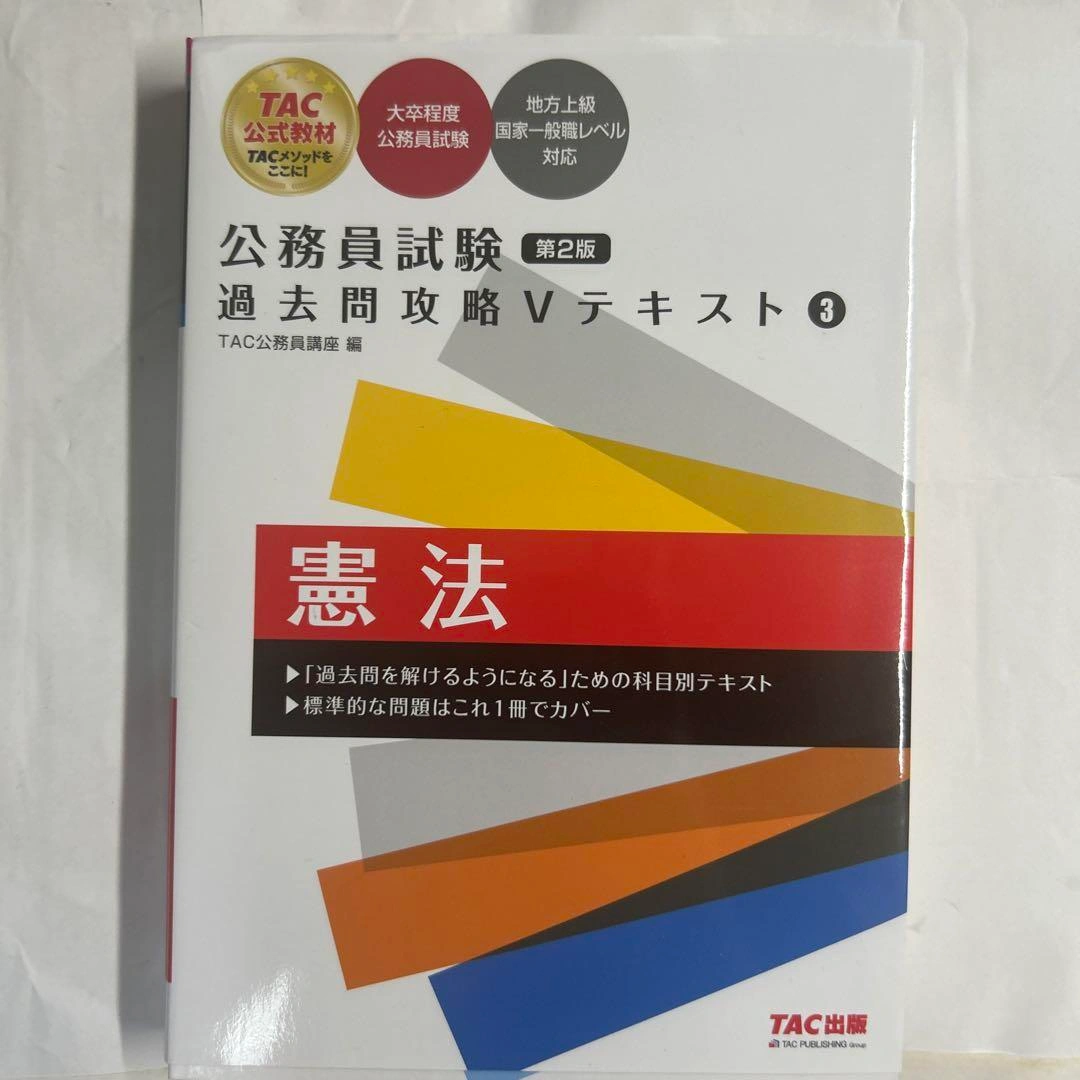 TAC
公式教材
TACメソッドを
ここに!
大卒程度
公務員試験
地方上級
国家一般職レベル
対応
公務員試験 第2版
過去問攻略Vテキスト❸
TAC公務員講座 編
憲法
▶「過去問を解けるようになる」ための科目別テキスト
▶標準的な問題はこれ1冊でカバー
TAC出版
TAC PUBLISHING Group